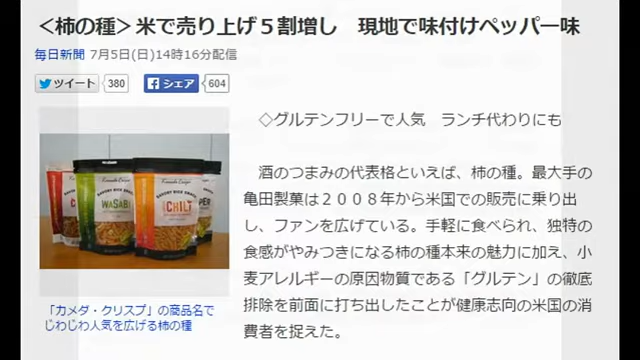 ＜柿の種＞米で売り上げ５割増し　現地で味付けペッパー味
毎日新聞 7月5日(日)14時16分配信
ツイート 380 シェア 604
◇グルテンフリーで人気　ランチ代わりにも
酒のつまみの代表格といえば、柿の種。最大手の
亀田製菓は２００８年から米国での販売に乗り出
し、ファンを広げている。手軽に食べられ、独特の
食感がやみつきになる柿の種本来の魅力に加え、小
麦アレルギーの原因物質である「グルテン」の徹底
排除を前面に打ち出したことが健康志向の米国の消
費者を捉えた。
WASABI
CHILI
「カメダ・クリスプ」の商品名で
じわじわ人気を広げる柿の種